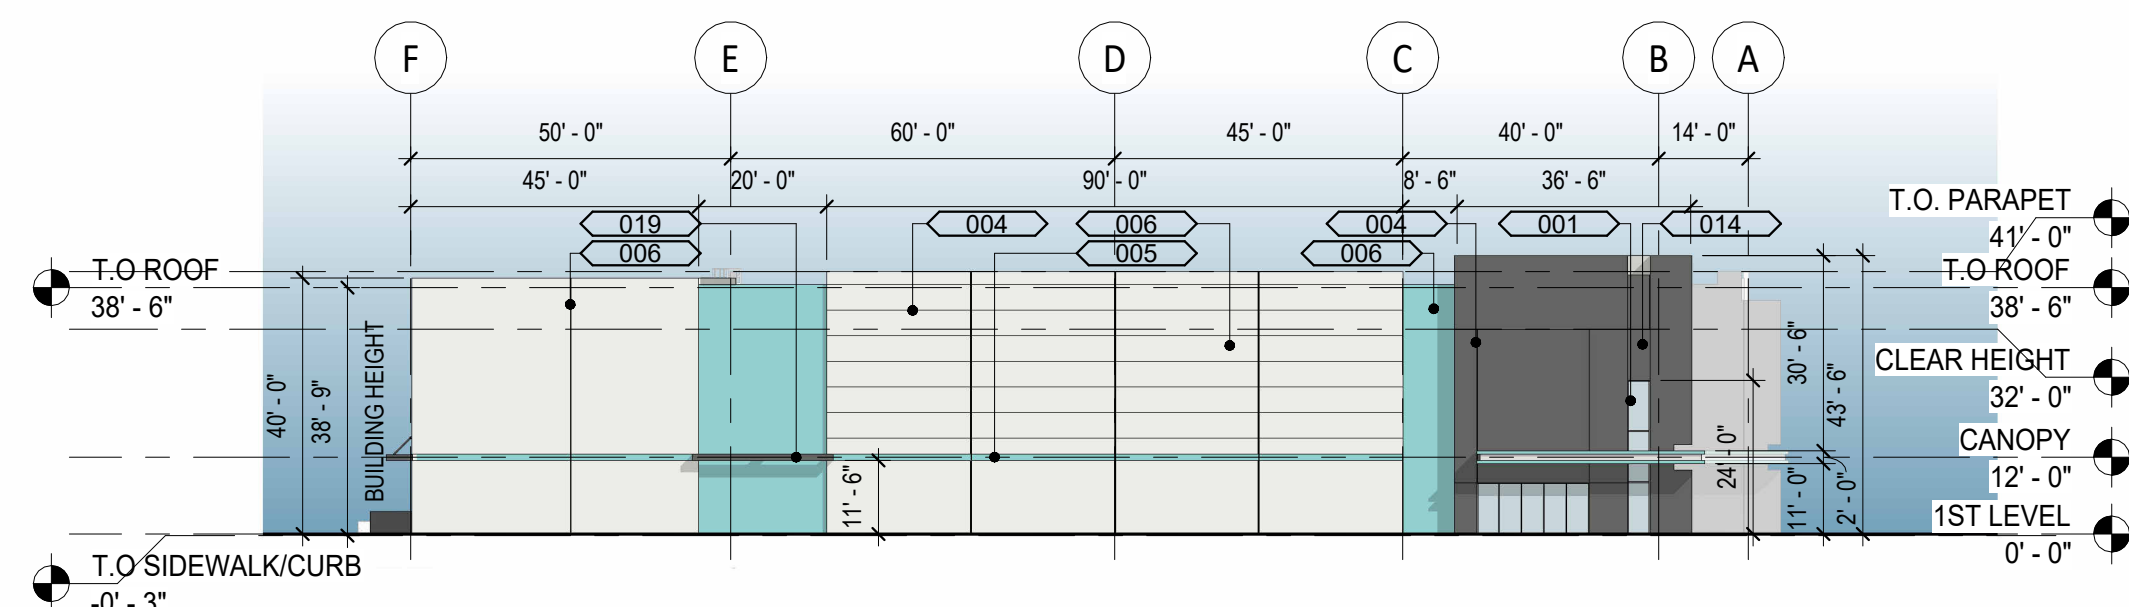 F E D C B A
50' - 0" 60' - 0" 45' - 0" 40' - 0" 14' - 0"
45' - 0" 20' - 0" 90' - 0" 8' - 6" 36' - 6"
019 004 006 004 001 014
006 005 006
T.O ROOF
38' - 6"
40' - 0"
38' - 9"
BUILDING HEIGHT
11' - 6"
T.O SIDEWALK/CURB
-0' - 3"
24' - 0"
30' - 6"
43' - 6"
11' - 0"
2' - 0"
T.O. PARAPET
41' - 0"
T.O ROOF
38' - 6"
CLEAR HEIGHT
32' - 0"
CANOPY
12' - 0"
1ST LEVEL
0' - 0"